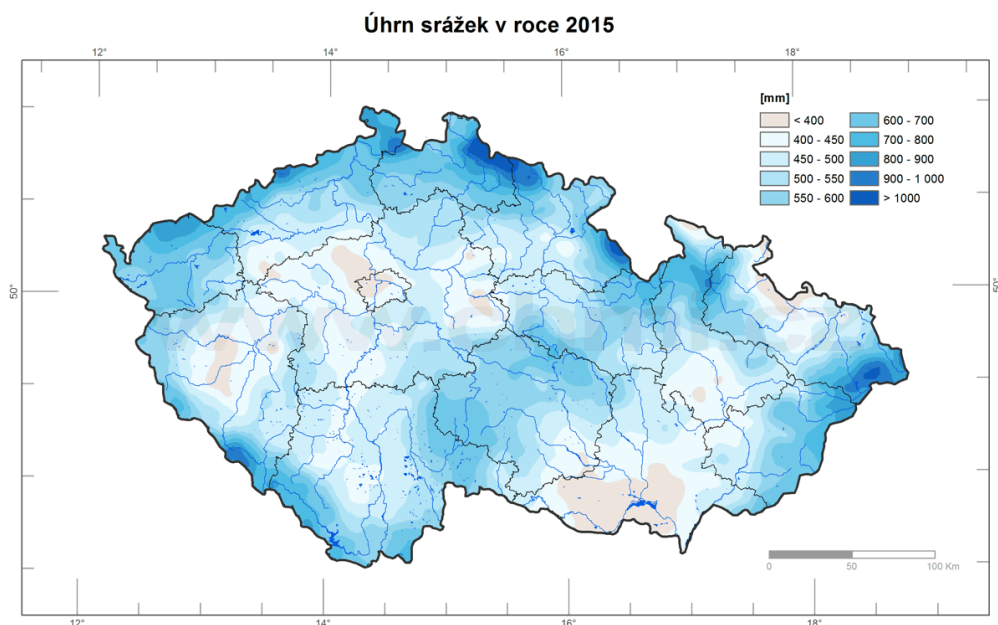 Úhrn srážek v roce 2015
12° 14° 16° 18°
[mm]
< 400 600 - 700
400 - 450 700 - 800
450 - 500 800 - 900
500 - 550 900 - 1 000
550 - 600 > 1000
50° 50°
0 50 100 Km
12° 14° 16° 18°